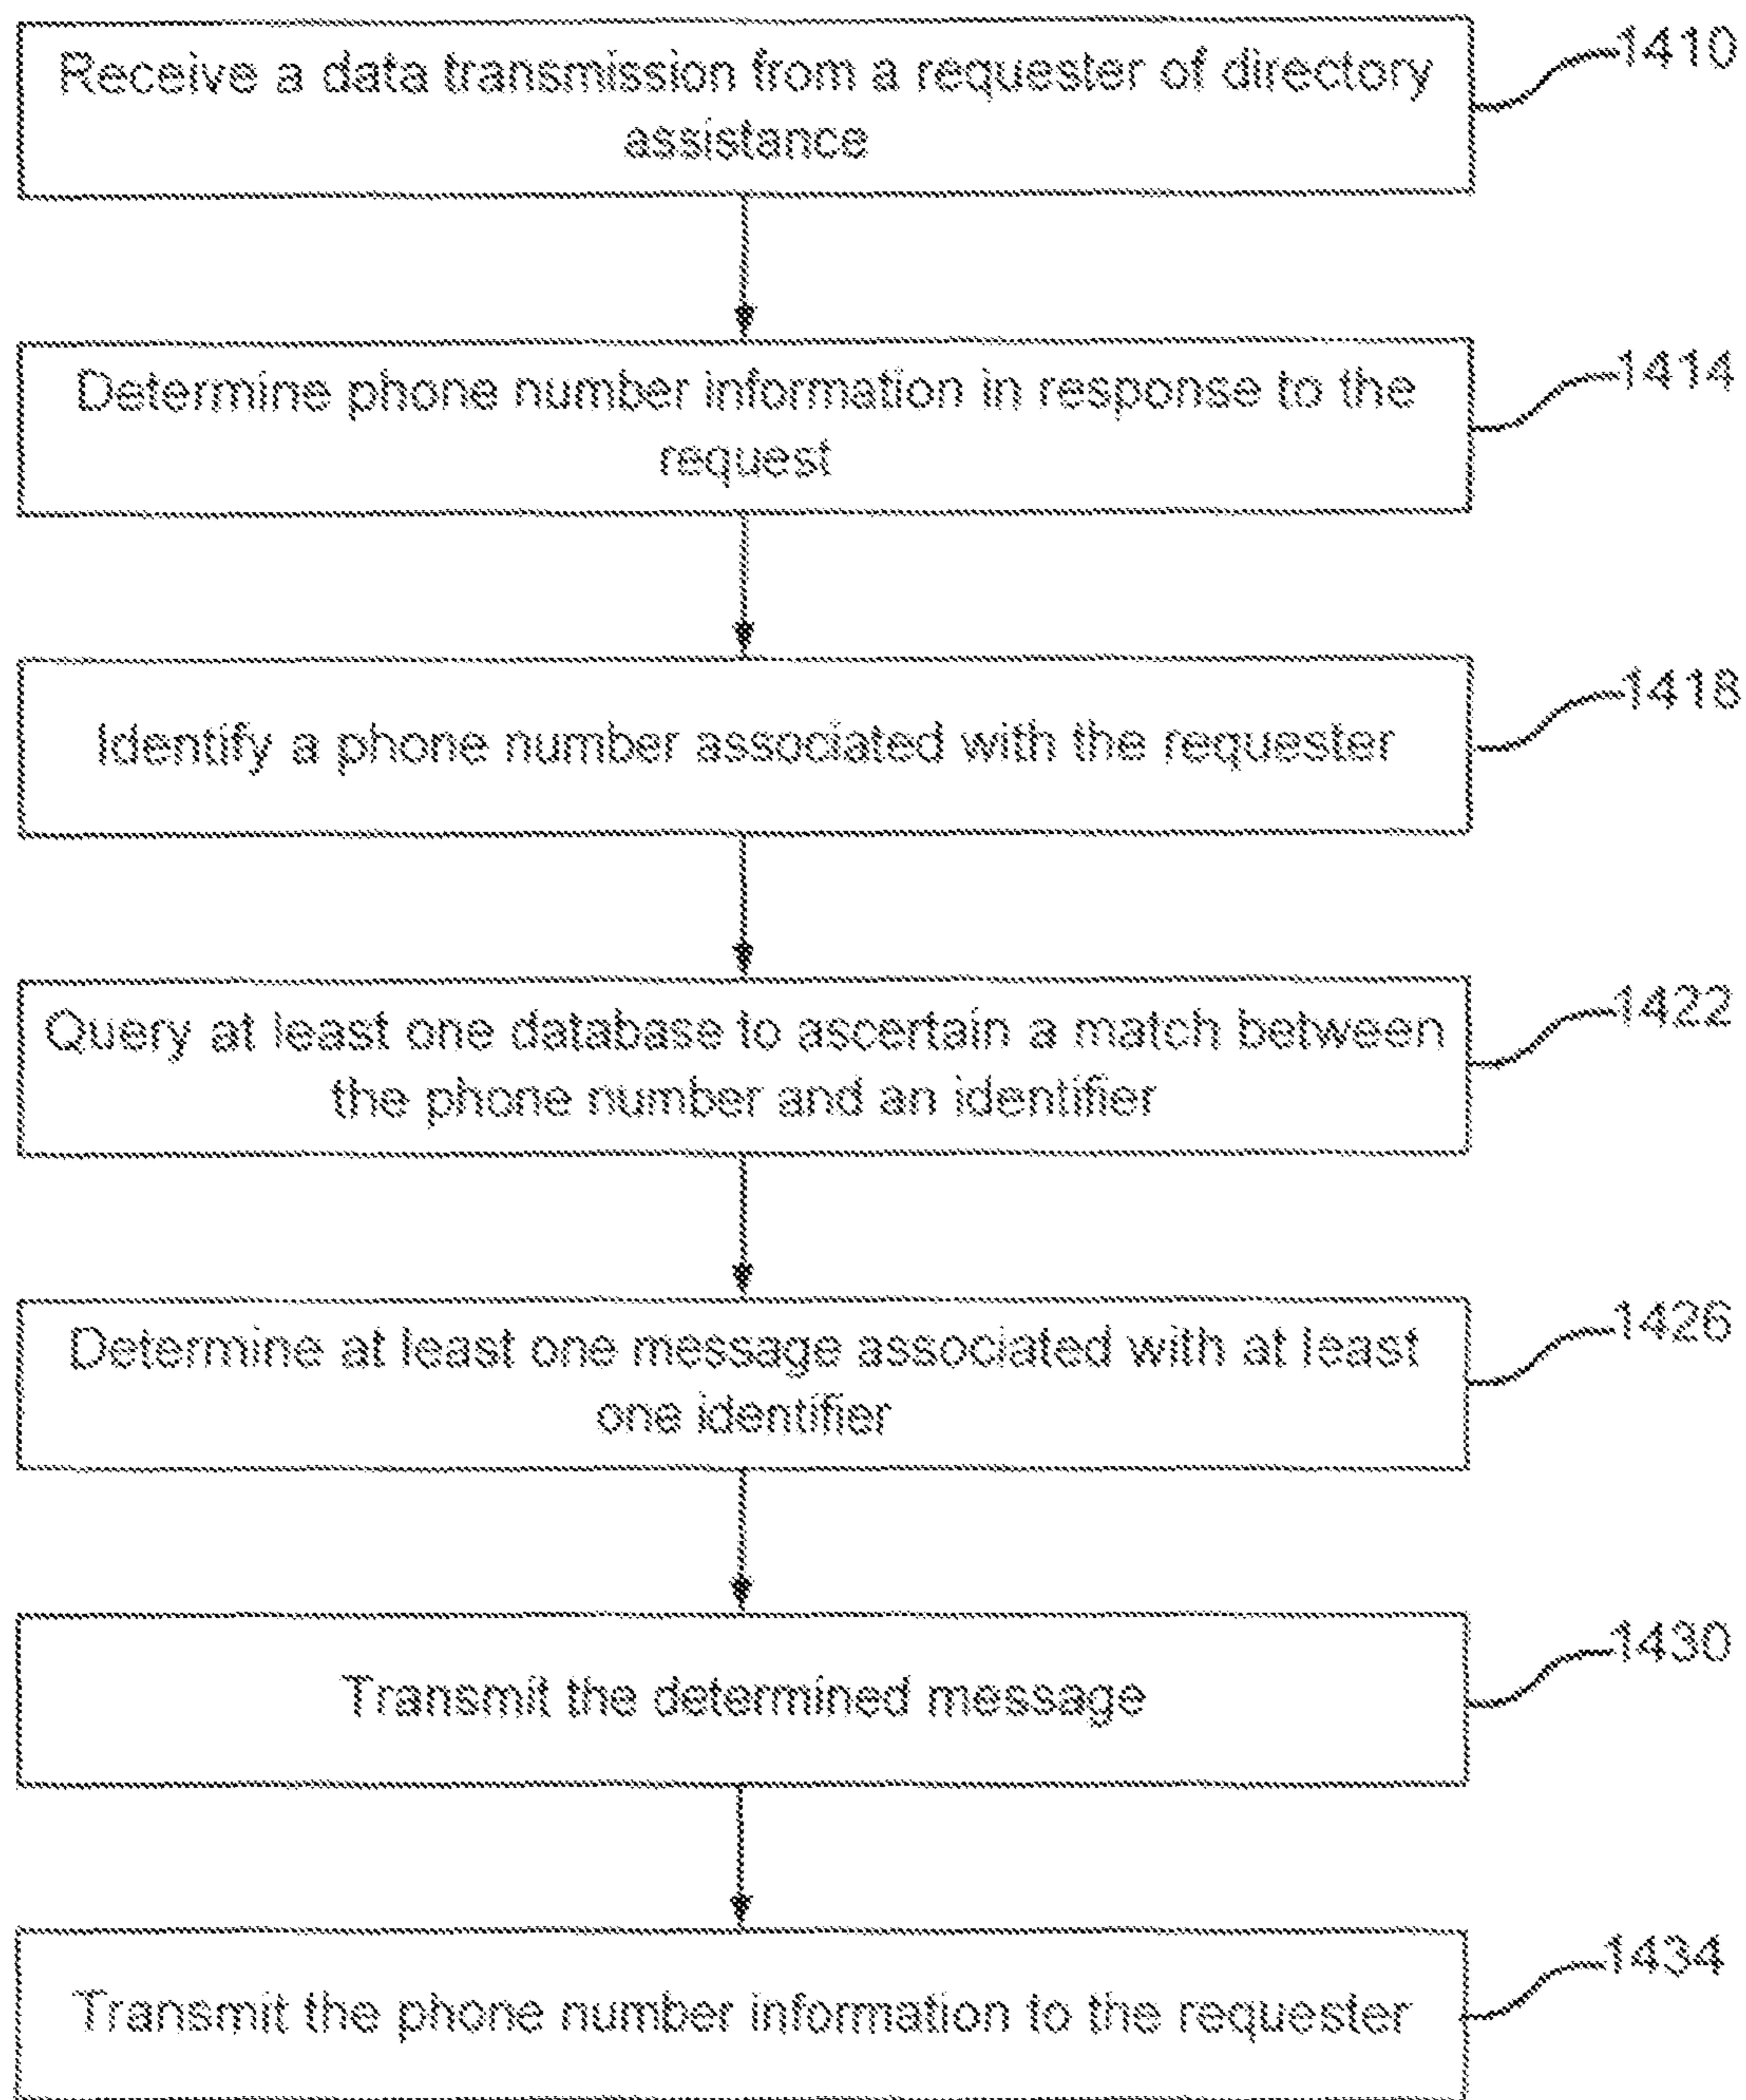 Receive a data transmission from a requester of directory
assistance
1410
Determine phone number information in response to the
request
1414
Identify a phone number associated with the requester
1418
Query at least one database to ascertain a match between
the phone number and an identifier
1422
Determine at least one message associated with at least
one identifier
1426
Transmit the determined message
1430
Transmit the phone number information to the requester
1434